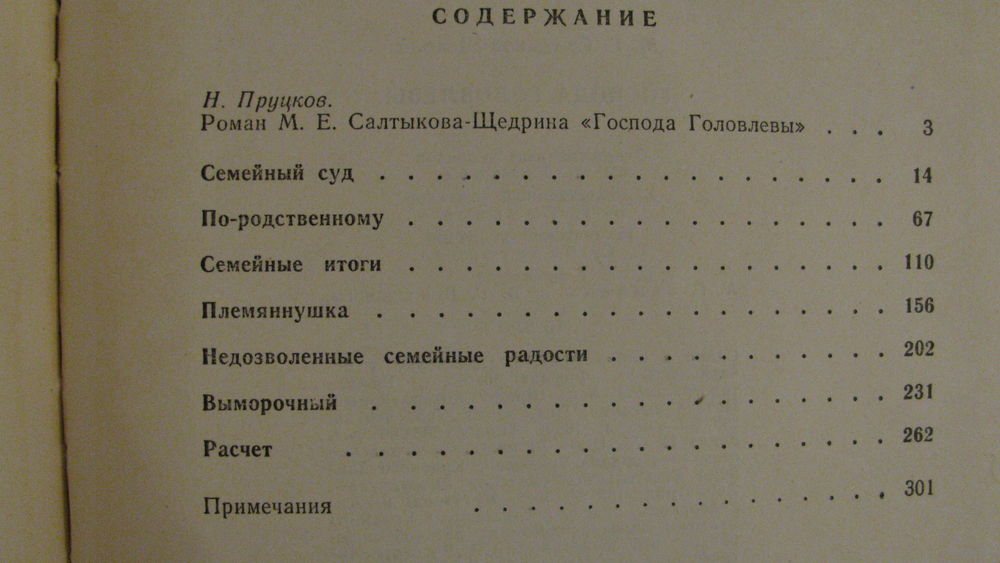 СОДЕРЖАНИЕ
Н. Пруцков.
Роман М. Е. Салтыкова-Щедрина «Господа Головлевы» . . . 3
Семейный суд . . . . . . . . . . . . . . . . . . 14
По-родственному . . . . . . . . . . . . . . . . . 67
Семейные итоги . . . . . . . . . . . . . . . . . 110
Племяннушка . . . . . . . . . . . . . . . . . . 156
Недозволенные семейные радости . . . . . . . . . . 202
Выморочный . . . . . . . . . . . . . . . . . . 231
Расчет . . . . . . . . . . . . . . . . . . . 262
Примечания . . . . . . . . . . . . . . . 301